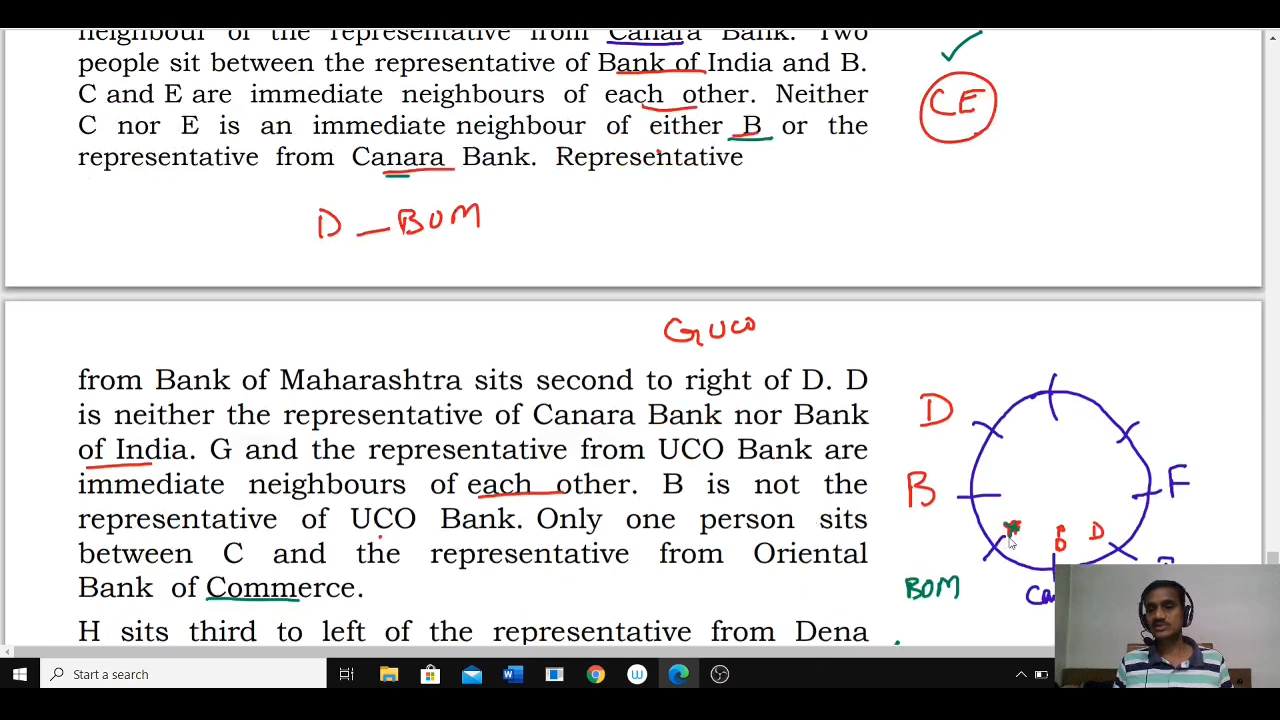 neighbour of the representative from Canara Bank. Two
people sit between the representative of Bank of India and B.
C and E are immediate neighbours of each other. Neither
C nor E is an immediate neighbour of either B or the
representative from Canara Bank. Representative
CE
D _ BOM
G UCO
from Bank of Maharashtra sits second to right of D. D
is neither the representative of Canara Bank nor Bank
of India. G and the representative from UCO Bank are
immediate neighbours of each other. B is not the
representative of UCO Bank. Only one person sits
between C and the representative from Oriental
Bank of Commerce.
H sits third to left of the representative from Dena
D
B
F
D
BOM
Start a search